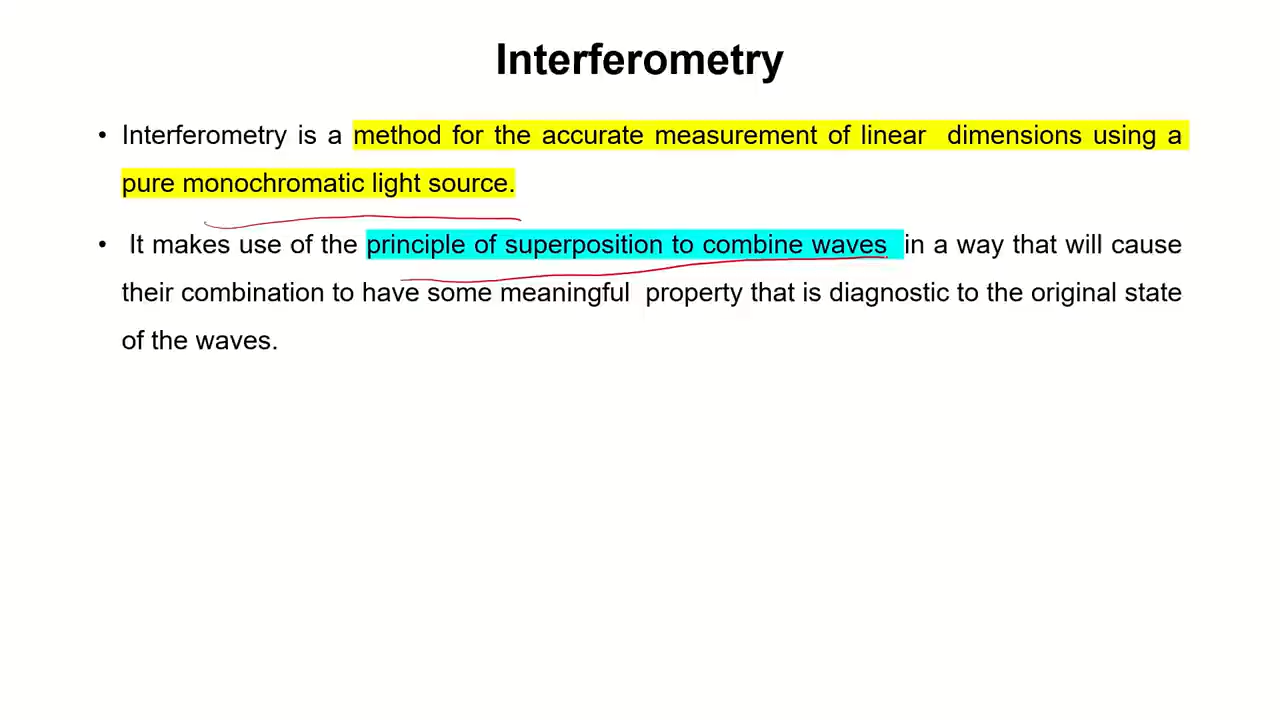 Interferometry
• Interferometry is a method for the accurate measurement of linear dimensions using a
pure monochromatic light source.
• It makes use of the principle of superposition to combine waves in a way that will cause
their combination to have some meaningful property that is diagnostic to the original state
of the waves.